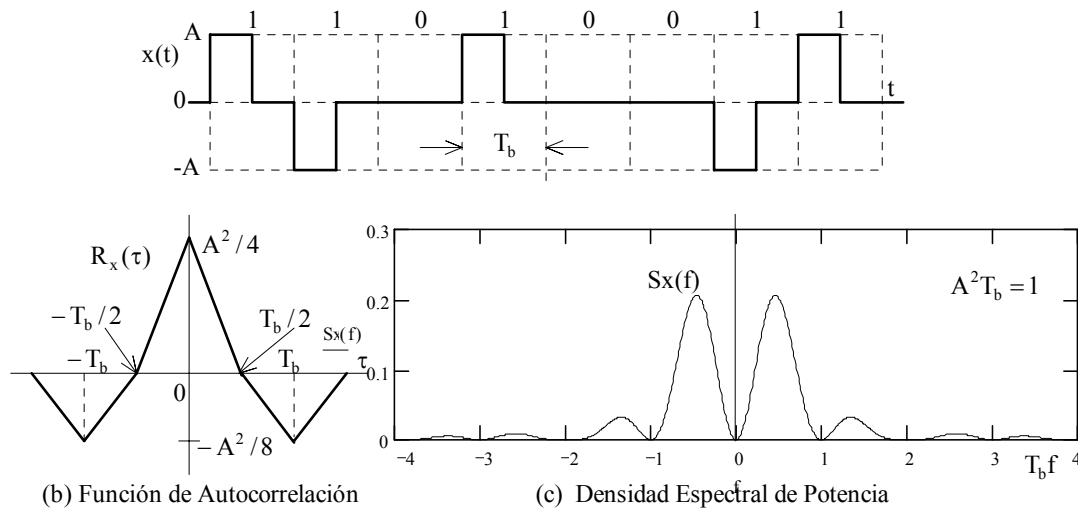 1 1 0 1 0 0 1 1
A
x(t)
0
t
T_b
-A
R_x(τ)
A²/4
−T_b/2
T_b/2
−T_b
T_b
Sx(f)
τ
0
−A²/8
(b) Función de Autocorrelación
0.3
Sx(f)
A²T_b = 1
0.2
0.1
0
−4 −3 −2 −1 0 1 2 3 4
f
T_b f
(c) Densidad Espectral de Potencia